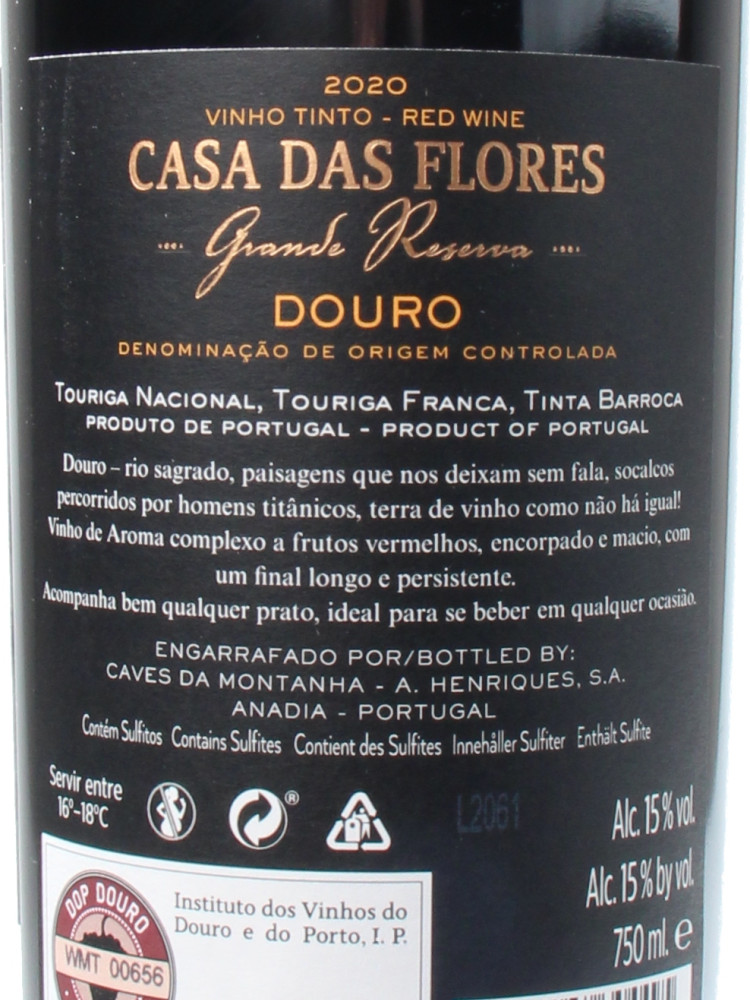 2020
VINHO TINTO - RED WINE
CASA DAS FLORES
Grande Reserva
DOURO
DENOMINAÇÃO DE ORIGEM CONTROLADA
TOURIGA NACIONAL, TOURIGA FRANCA, TINTA BARROCA
PRODUTO DE PORTUGAL - PRODUCT OF PORTUGAL
Douro – rio sagrado, paisagens que nos deixam sem fala, socalcos
percorridos por homens titânicos, terra de vinho como não há igual!
Vinho de Aroma complexo a frutos vermelhos, encorpado e macio, com
um final longo e persistente.
Acompanha bem qualquer prato, ideal para se beber em qualquer ocasião.
ENGARRAFADO POR/BOTTLED BY:
CAVES DA MONTANHA - A. HENRIQUES, S.A.
ANADIA - PORTUGAL
Contém Sulfitos Contains Sulfites Contient des Sulfites Innehåller Sulfiter Enthält Sulfite
Servir entre
16º-18ºC
®
L2061
Alc. 15% vol.
Alc. 15% by vol.
750 ml. e
DOP DOURO
WMT 00656
Instituto dos Vinhos do
Douro e do Porto, I. P.